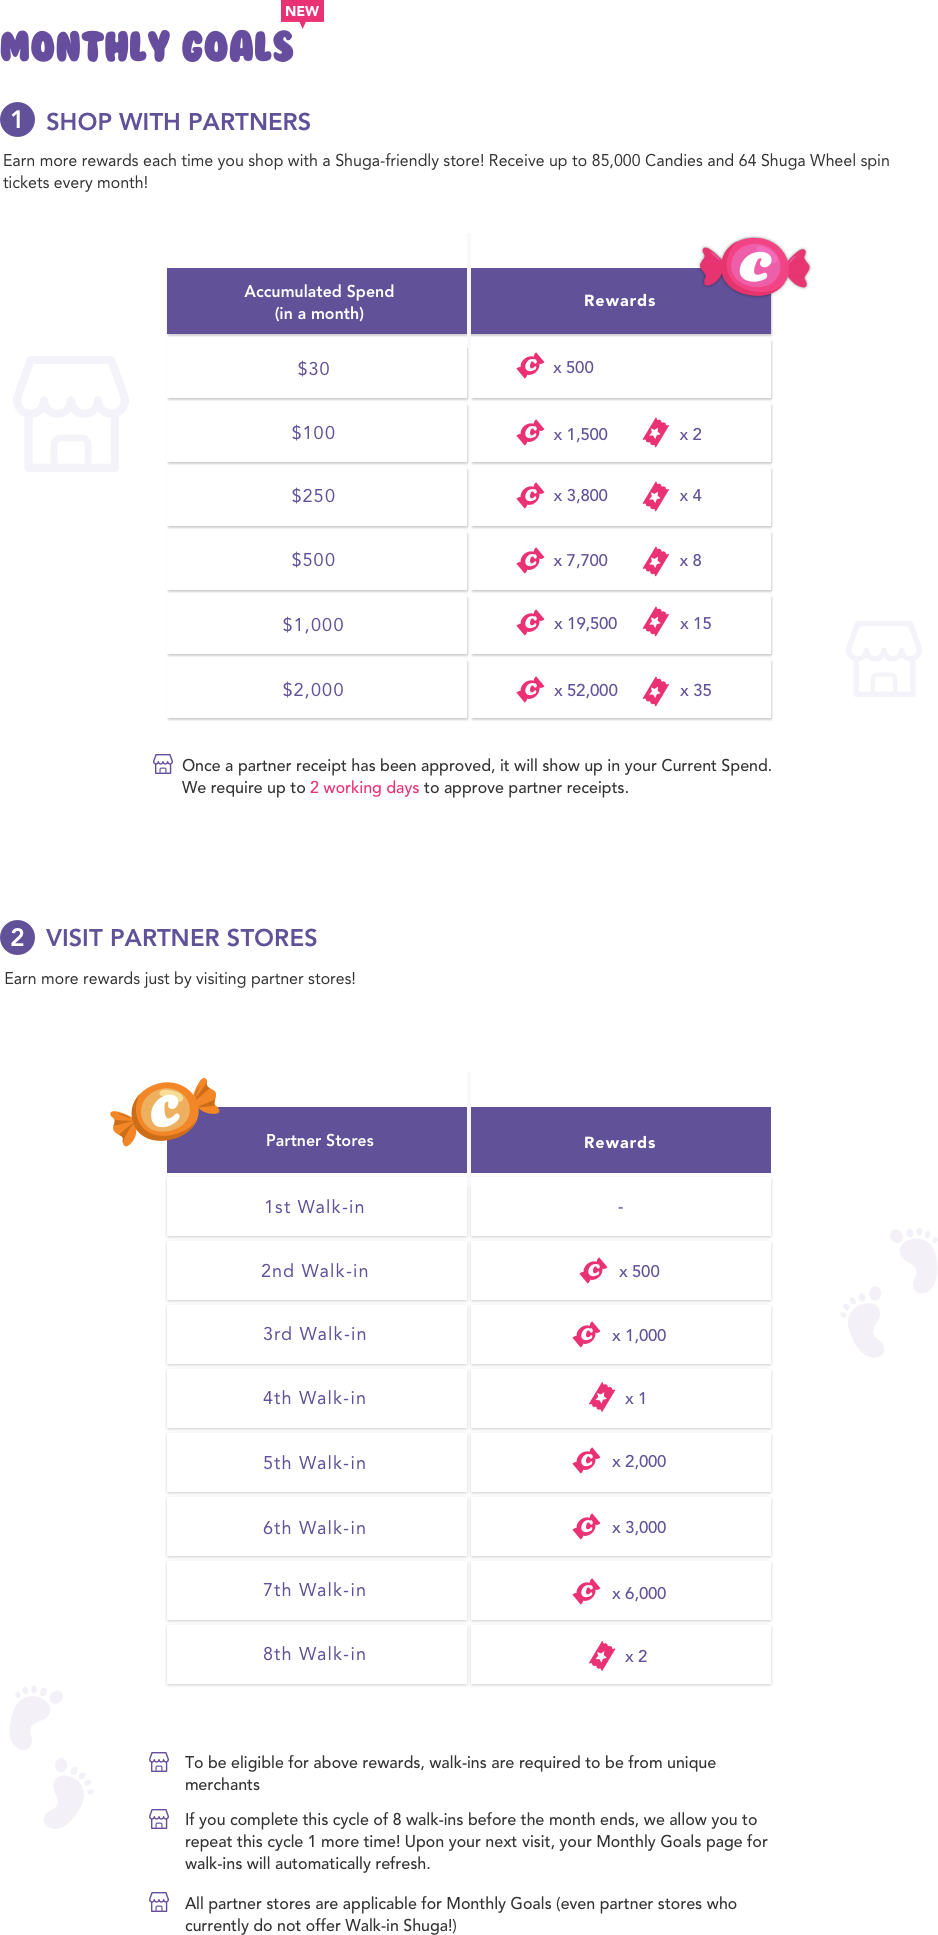 NEW
MONTHLY GOALS
1 SHOP WITH PARTNERS
Earn more rewards each time you shop with a Shuga-friendly store! Receive up to 85,000 Candies and 64 Shuga Wheel spin
tickets every month!
C
Accumulated Spend
(in a month)
Rewards
$30 C x 500
$100 C x 1,500 x 2
$250 C x 3,800 x 4
$500 C x 7,700 x 8
$1,000 C x 19,500 x 15
$2,000 C x 52,000 x 35
Once a partner receipt has been approved, it will show up in your Current Spend.
We require up to 2 working days to approve partner receipts.
2 VISIT PARTNER STORES
Earn more rewards just by visiting partner stores!
C
Partner Stores Rewards
1st Walk-in -
2nd Walk-in C x 500
3rd Walk-in C x 1,000
4th Walk-in x 1
5th Walk-in C x 2,000
6th Walk-in C x 3,000
7th Walk-in C x 6,000
8th Walk-in x 2
To be eligible for above rewards, walk-ins are required to be from unique
merchants
If you complete this cycle of 8 walk-ins before the month ends, we allow you to
repeat this cycle 1 more time! Upon your next visit, your Monthly Goals page for
walk-ins will automatically refresh.
All partner stores are applicable for Monthly Goals (even partner stores who
currently do not offer Walk-in Shuga!)